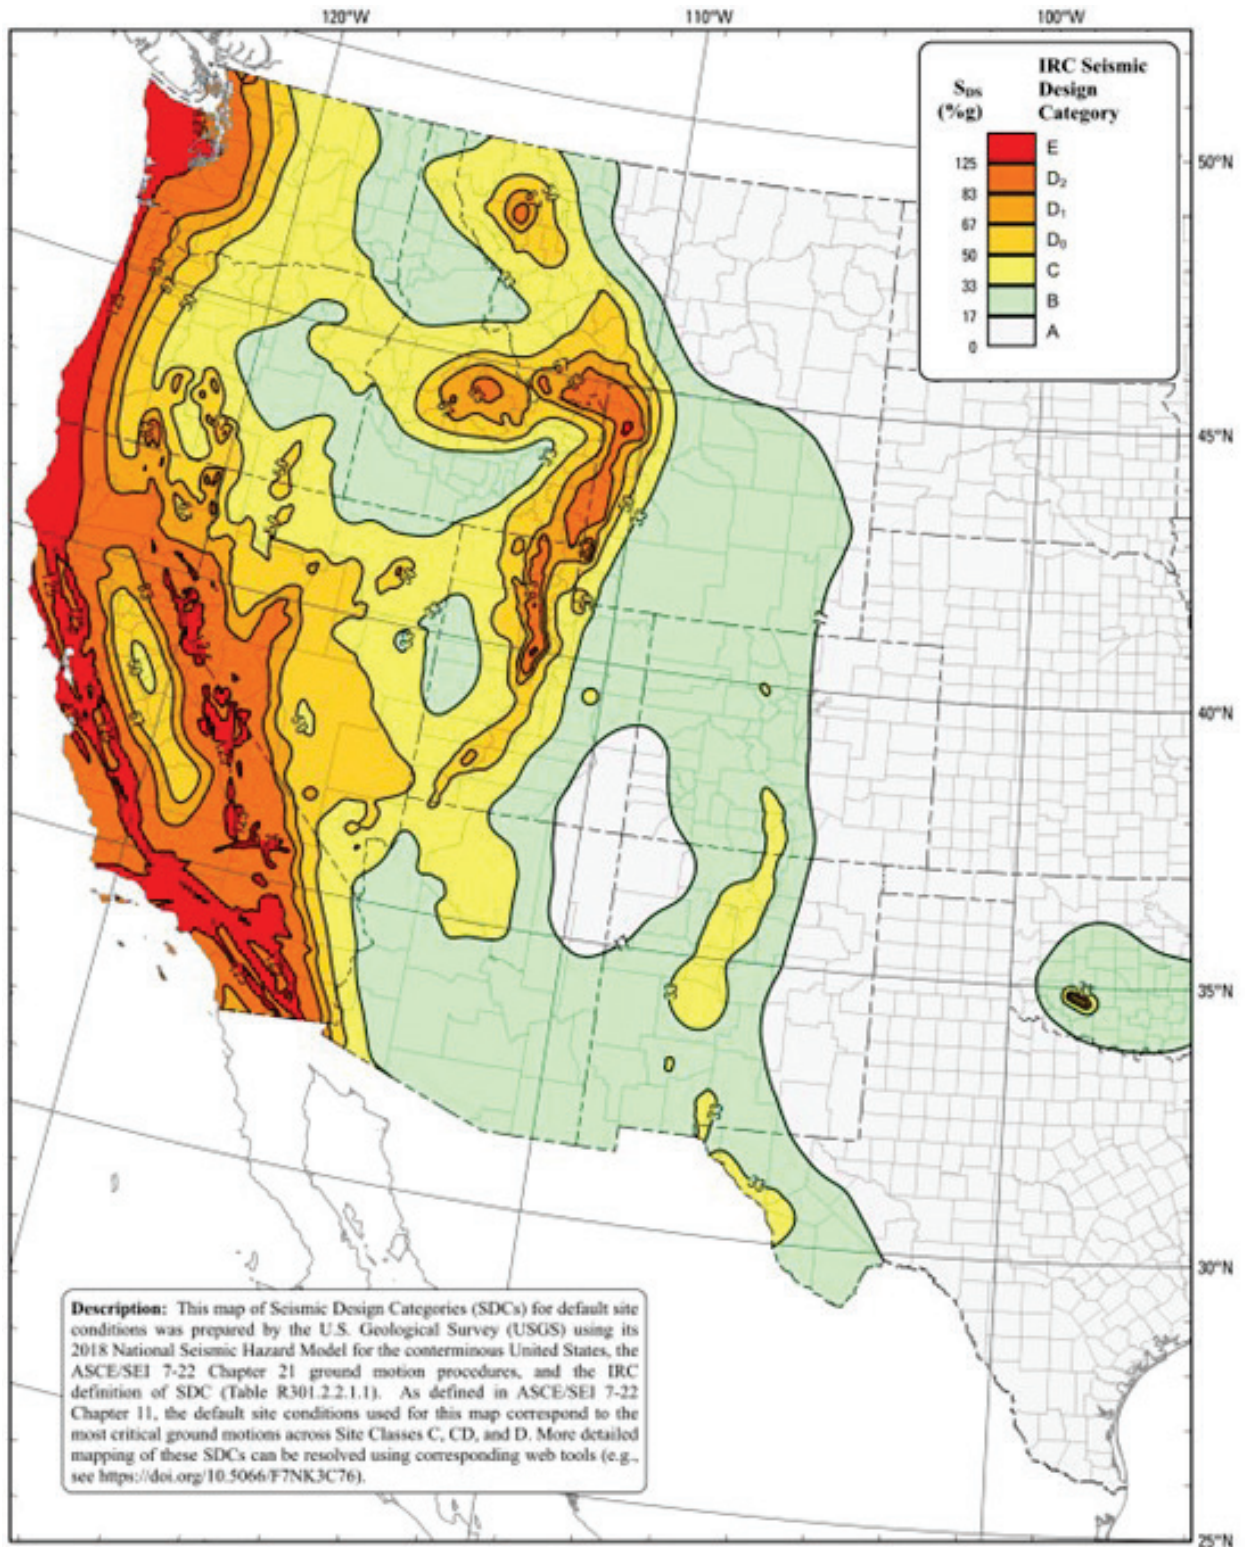 120°W 110°W 100°W
IRC Seismic
S_DS Design
(%g) Category
E
125
D₂
83
D₁
67
D₀
50
C
33
B
17
A
0
50°N
45°N
40°N
35°N
30°N
25°N
Description: This map of Seismic Design Categories (SDCs) for default site
conditions was prepared by the U.S. Geological Survey (USGS) using its
2018 National Seismic Hazard Model for the conterminous United States, the
ASCE/SEI 7-22 Chapter 21 ground motion procedures, and the IRC
definition of SDC (Table R301.2.2.1.1). As defined in ASCE/SEI 7-22
Chapter 11, the default site conditions used for this map correspond to the
most critical ground motions across Site Classes C, CD, and D. More detailed
mapping of these SDCs can be resolved using corresponding web tools (e.g.,
see https://doi.org/10.5066/F7NK3C76).